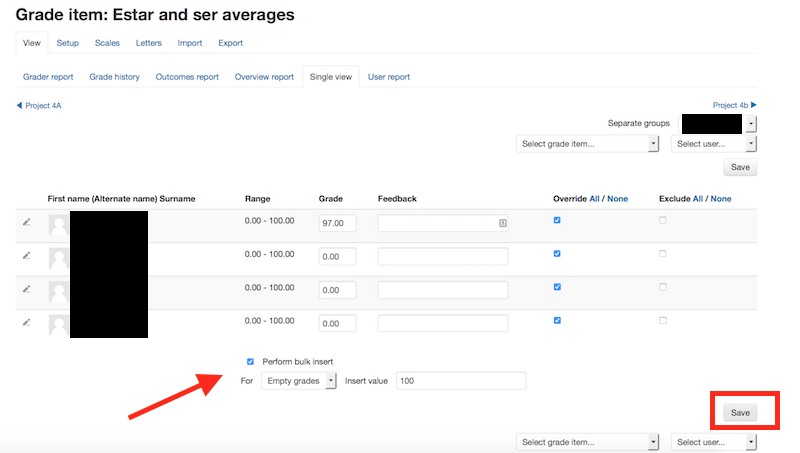 Grade item: Estar and ser averages
View Setup Scales Letters Import Export
Grader report Grade history Outcomes report Overview report Single view User report
Project 4A Project 4b
Separate groups
Select grade item... Select user...
Save
First name (Alternate name) Surname Range Grade Feedback Override All / None Exclude All / None
0.00 - 100.00 97.00
0.00 - 100.00 0.00
0.00 - 100.00 0.00
0.00 - 100.00 0.00
Perform bulk insert
For Empty grades Insert value 100
Save
Select grade item... Select user...